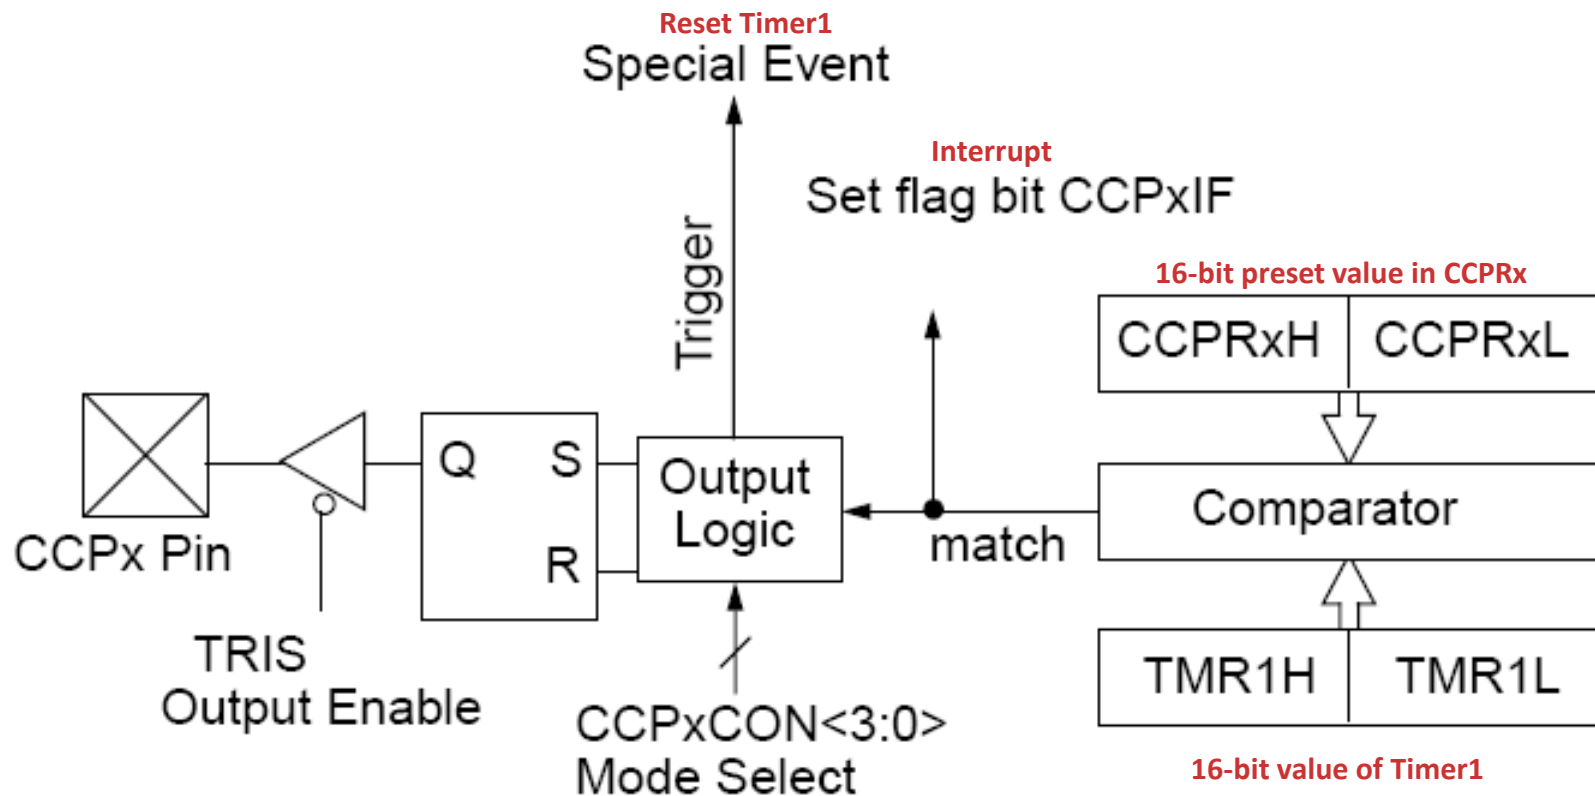 Reset Timer1
Special Event
Interrupt
Set flag bit CCPxIF
Trigger
16-bit preset value in CCPRx
CCPRxH CCPRxL
Q S
R
Output
Logic
match
Comparator
CCPx Pin
TRIS
Output Enable
CCPxCON<3:0>
Mode Select
TMR1H TMR1L
16-bit value of Timer1